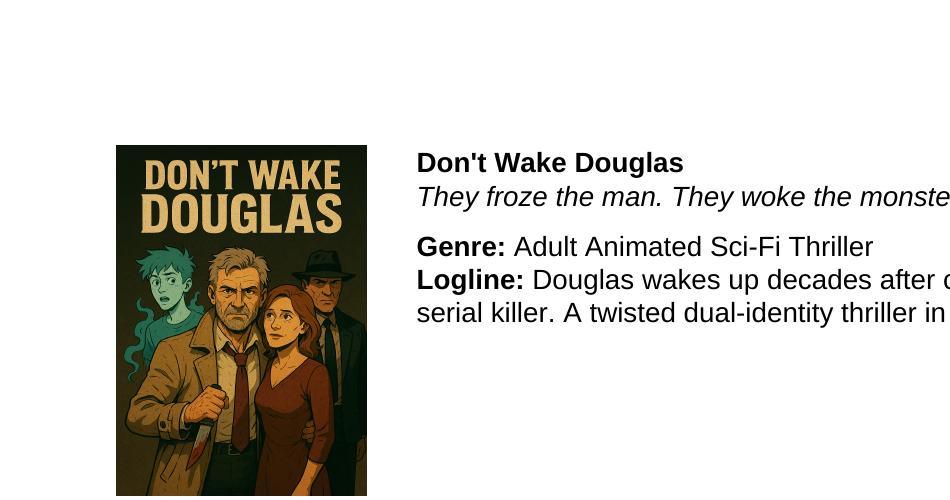 DON'T WAKE
DOUGLAS
Don't Wake Douglas
They froze the man. They woke the
Genre: Adult Animated Sci-Fi Thriller
Logline: Douglas wakes up decades after
serial killer. A twisted dual-identity thriller in